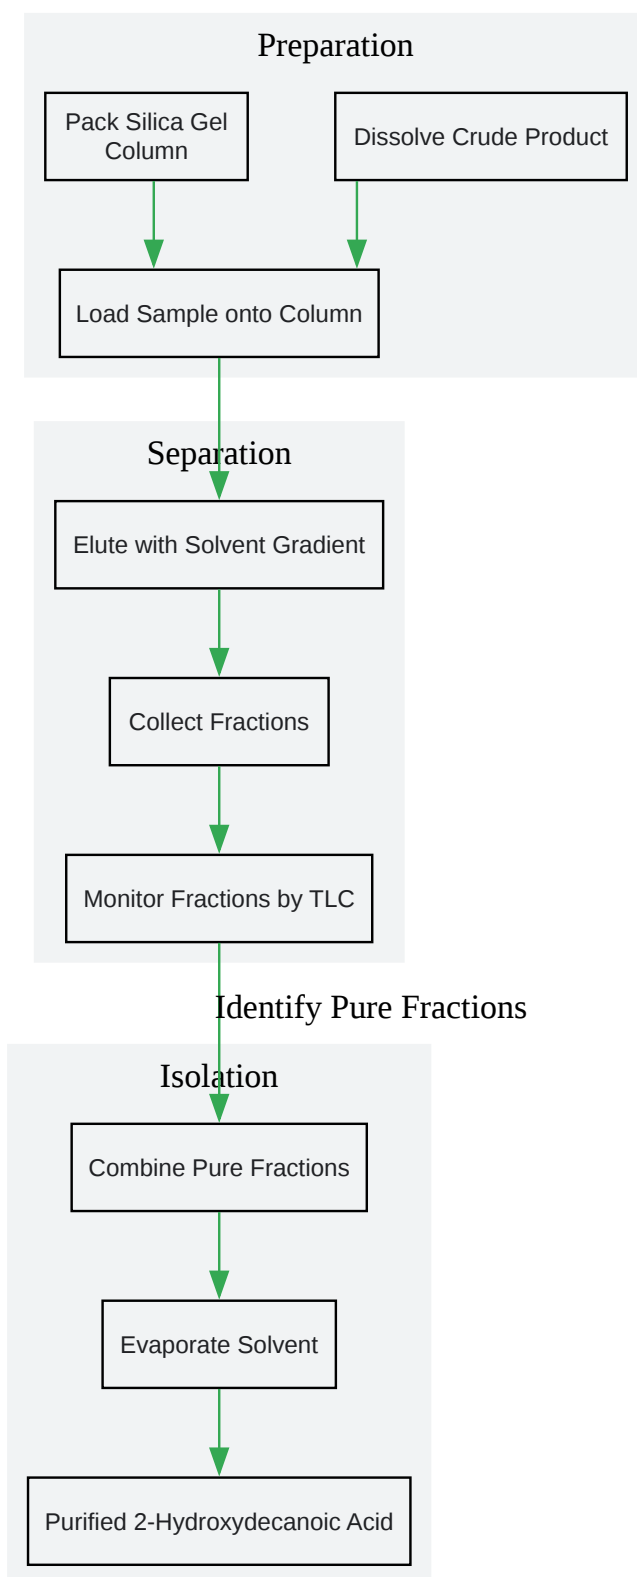 Preparation
Pack Silica Gel
Column
Dissolve Crude Product
Load Sample onto Column
Separation
Elute with Solvent Gradient
Collect Fractions
Monitor Fractions by TLC
Identify Pure Fractions
Isolation
Combine Pure Fractions
Evaporate Solvent
Purified 2-Hydroxydecanoic Acid